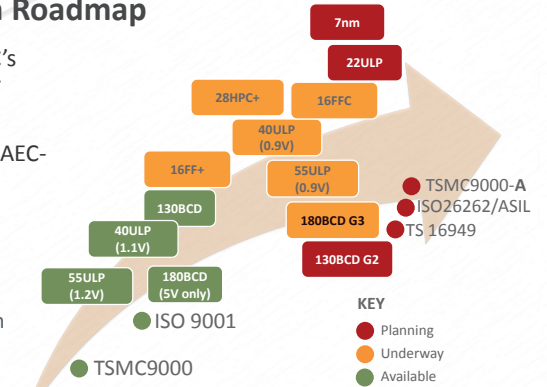 Roadmap
's
7nm
22ULP
28HPC+
16FFC
40ULP
(0.9V)
AEC-
16FF+
55ULP
(0.9V)
TSMC9000-A
130BCD
ISO26262/ASIL
180BCD G3
TS 16949
40ULP
(1.1V)
130BCD G2
55ULP
(1.2V)
180BCD
(5V only)
KEY
ISO 9001
Planning
Underway
TSMC9000
Available